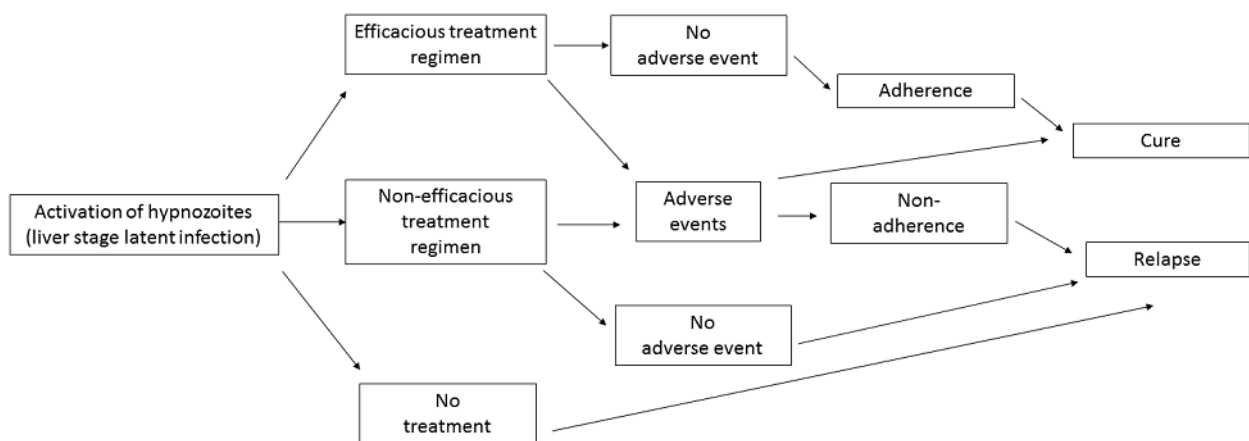 Efficacious treatment
regimen
No
adverse event
Adherence
Cure
Activation of hypnozoites
(liver stage latent infection)
Non-efficacious
treatment
regimen
Adverse
events
Non-
adherence
Relapse
No
adverse event
No
treatment